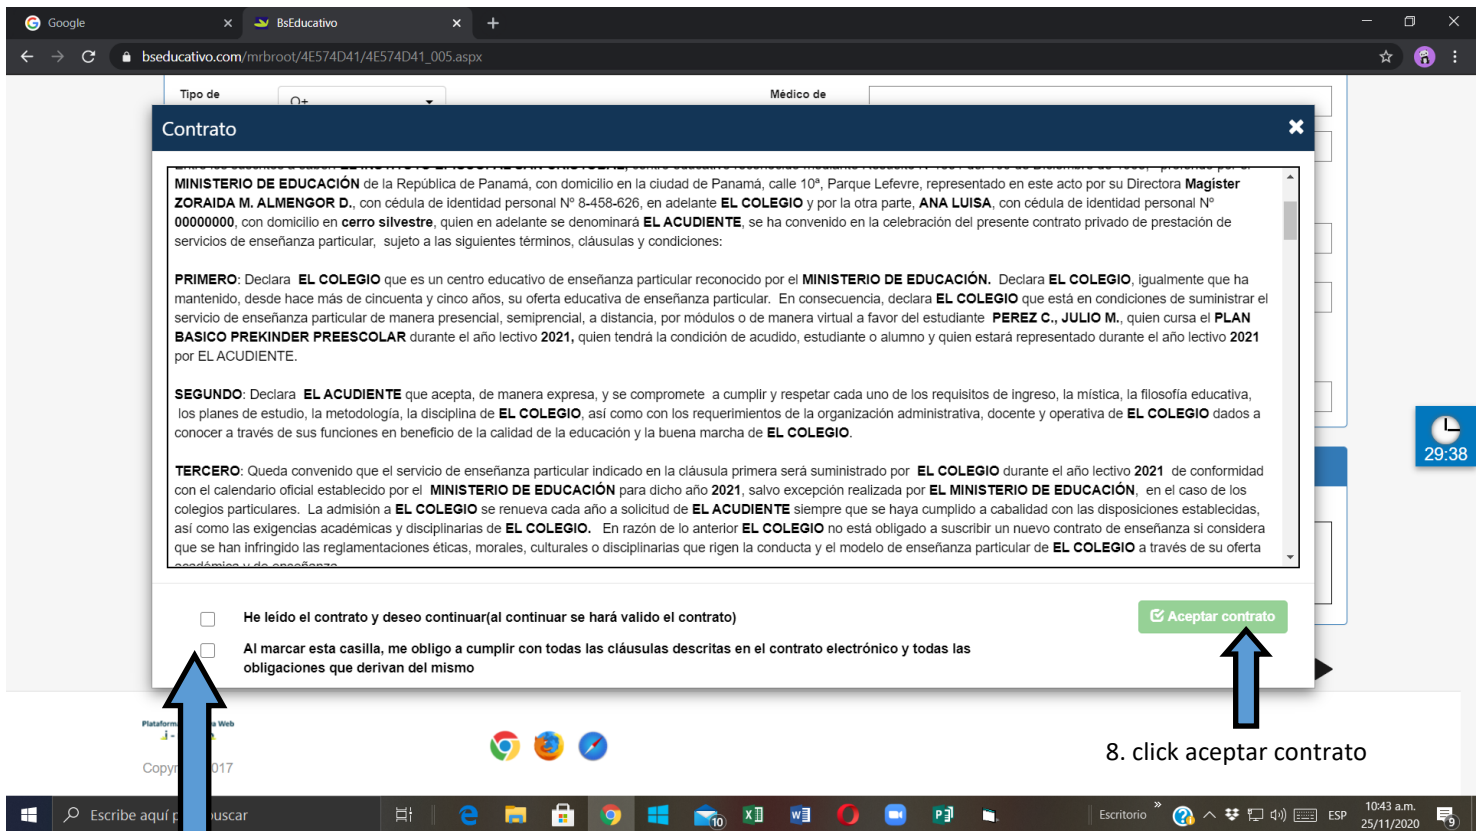 Google
BsEducativo
bseducativo.com/mrbroot/4E574D41/4E574D41_005.aspx
Tipo de
O+
Médico de
Contrato
MINISTERIO DE EDUCACIÓN de la República de Panamá, con domicilio en la ciudad de Panamá, calle 10ª, Parque Lefevre, representado en este acto por su Directora Magíster
ZORAIDA M. ALMENGOR D., con cédula de identidad personal Nº 8-458-626, en adelante EL COLEGIO y por la otra parte, ANA LUISA, con cédula de identidad personal Nº
00000000, con domicilio en cerro silvestre, quien en adelante se denominará EL ACUDIENTE, se ha convenido en la celebración del presente contrato privado de prestación de
servicios de enseñanza particular, sujeto a las siguientes términos, cláusulas y condiciones:
PRIMERO: Declara EL COLEGIO que es un centro educativo de enseñanza particular reconocido por el MINISTERIO DE EDUCACIÓN. Declara EL COLEGIO, igualmente que ha
mantenido, desde hace más de cincuenta y cinco años, su oferta educativa de enseñanza particular. En consecuencia, declara EL COLEGIO que está en condiciones de suministrar el
servicio de enseñanza particular de manera presencial, semiprencial, a distancia, por módulos o de manera virtual a favor del estudiante PEREZ C., JULIO M., quien cursa el PLAN
BASICO PREKINDER PREESCOLAR durante el año lectivo 2021, quien tendrá la condición de acudido, estudiante o alumno y quien estará representado durante el año lectivo 2021
por EL ACUDIENTE.
SEGUNDO: Declara EL ACUDIENTE que acepta, de manera expresa, y se compromete a cumplir y respetar cada uno de los requisitos de ingreso, la mística, la filosofía educativa,
los planes de estudio, la metodología, la disciplina de EL COLEGIO, así como con los requerimientos de la organización administrativa, docente y operativa de EL COLEGIO dados a
conocer a través de sus funciones en beneficio de la calidad de la educación y la buena marcha de EL COLEGIO.
TERCERO: Queda convenido que el servicio de enseñanza particular indicado en la cláusula primera será suministrado por EL COLEGIO durante el año lectivo 2021 de conformidad
con el calendario oficial establecido por el MINISTERIO DE EDUCACIÓN para dicho año 2021, salvo excepción realizada por EL MINISTERIO DE EDUCACIÓN, en el caso de los
colegios particulares. La admisión a EL COLEGIO se renueva cada año a solicitud de EL ACUDIENTE siempre que se haya cumplido a cabalidad con las disposiciones establecidas,
así como las exigencias académicas y disciplinarias de EL COLEGIO. En razón de lo anterior EL COLEGIO no está obligado a suscribir un nuevo contrato de enseñanza si considera
que se han infringido las reglamentaciones éticas, morales, culturales o disciplinarias que rigen la conducta y el modelo de enseñanza particular de EL COLEGIO a través de su oferta
29:38
He leído el contrato y deseo continuar(al continuar se hará valido el contrato)
Aceptar contrato
Al marcar esta casilla, me obligo a cumplir con todas las cláusulas descritas en el contrato electrónico y todas las
obligaciones que derivan del mismo
Web
8. click aceptar contrato
017
Escribe aquí buscar
10
Escritorio
ESP
10:43 a.m.
25/11/2020
9